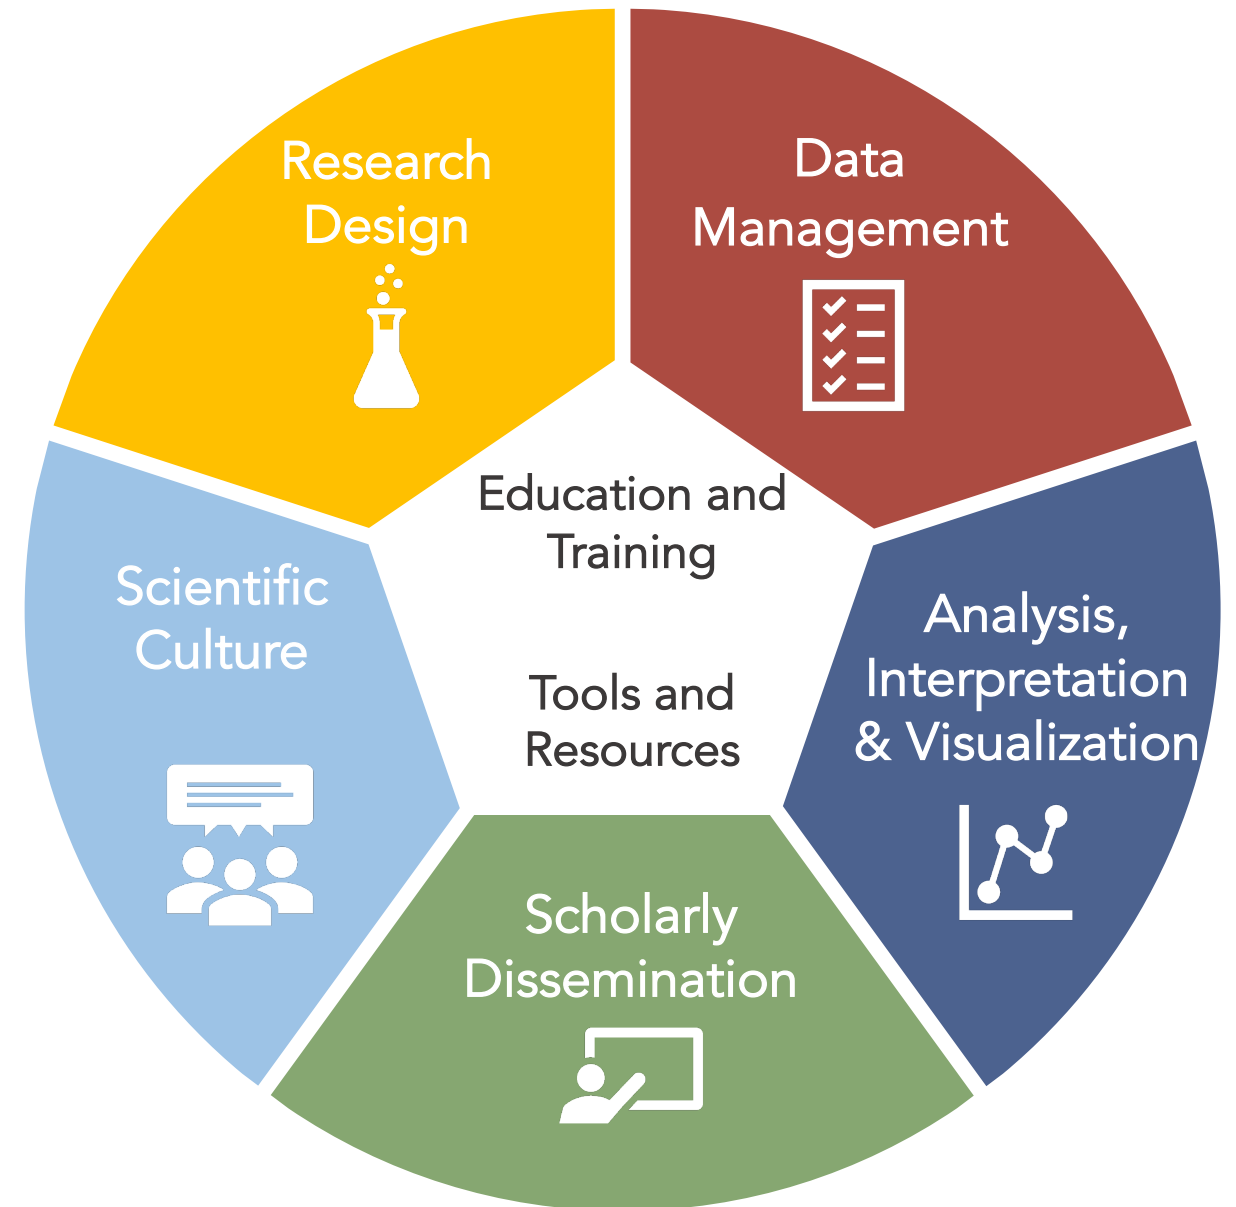 Research
Design
Data
Management
Education and
Training
Scientific
Culture
Analysis,
Interpretation
& Visualization
Tools and
Resources
Scholarly
Dissemination